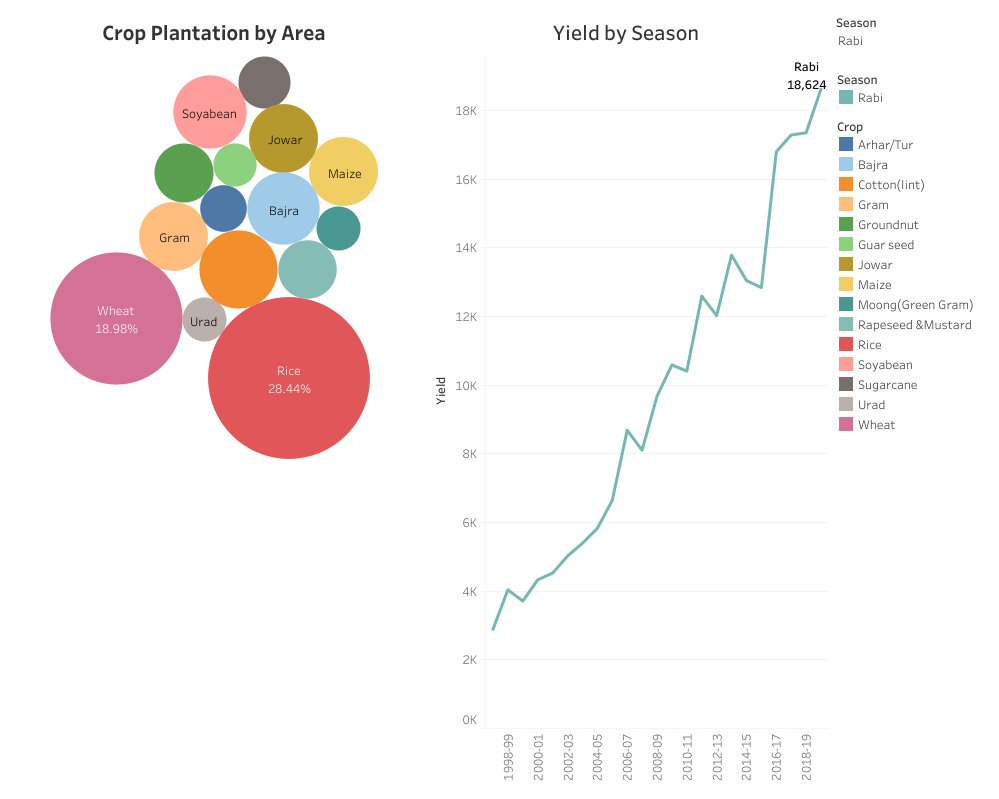 Crop Plantation by Area
Soyabean
Jowar
Maize
Bajra
Gram
Wheat
18.98%
Urad
Rice
28.44%
Yield by Season
Rabi
18,624
18K
16K
14K
12K
10K
8K
6K
4K
2K
0K
Yield
1998-99
2000-01
2002-03
2004-05
2006-07
2008-09
2010-11
2012-13
2014-15
2016-17
2018-19
Season
Rabi
Season
Rabi
Crop
Arhar/Tur
Bajra
Cotton(lint)
Gram
Groundnut
Guar seed
Jowar
Maize
Moong(Green Gram)
Rapeseed &Mustard
Rice
Soyabean
Sugarcane
Urad
Wheat